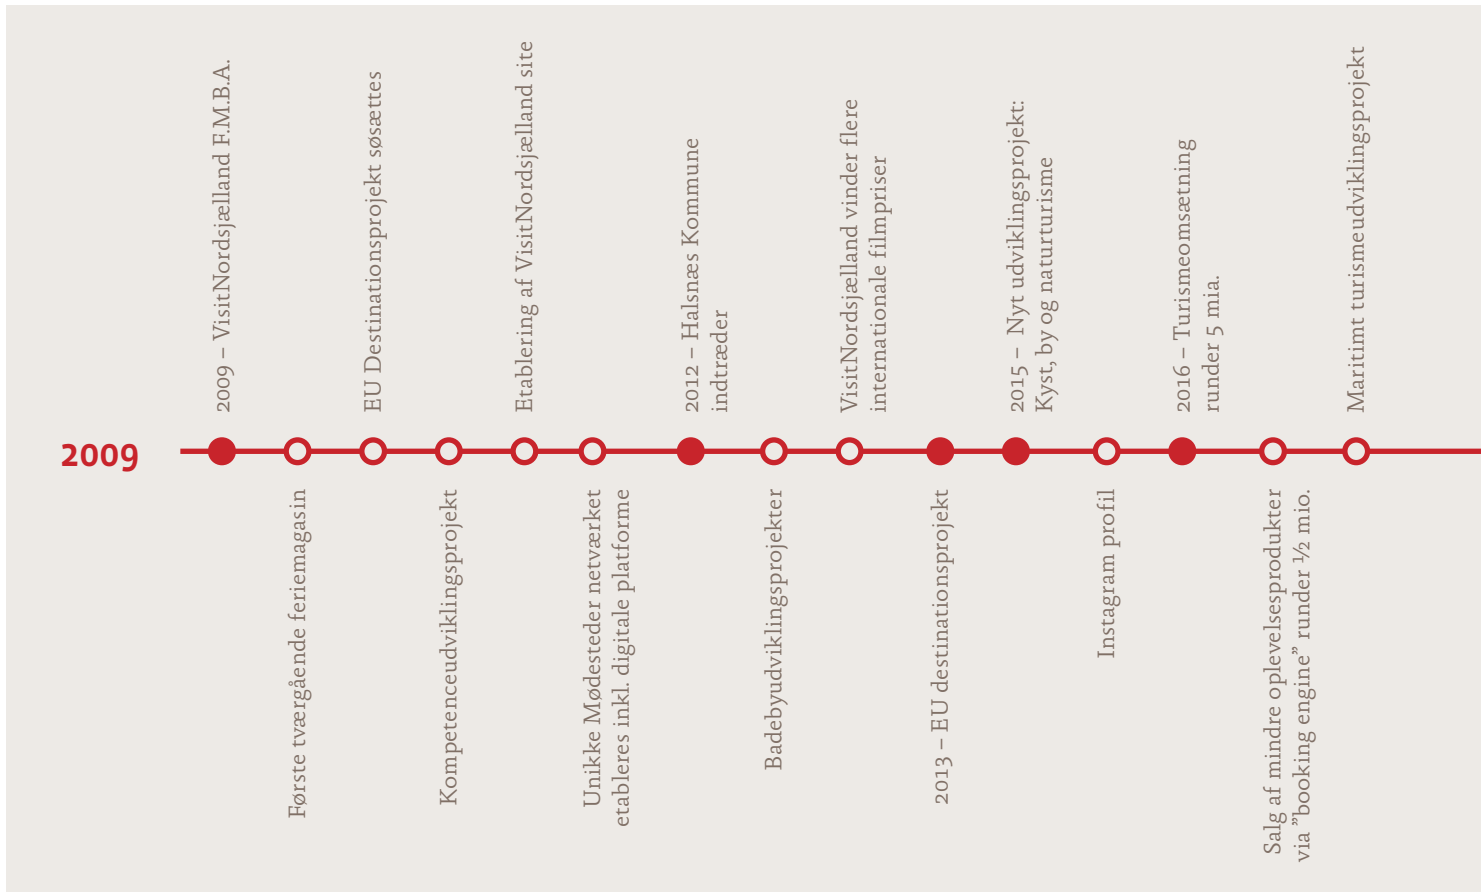 2009
2009 – VisitNordsjælland F.M.B.A.
Første tværgående feriemagasin
EU Destinationsprojekt søsættes
Kompetenceudviklingsprojekt
Etablering af VisitNordsjælland site
Unikke Mødesteder netværket
etableres inkl. digitale platforme
2012 – Halsnæs Kommune
indtræder
Badebyudviklingsprojekter
VisitNordsjælland vinder flere
internationale filmpriser
2013 – EU destinationsprojekt
2015 – Nyt udviklingsprojekt:
Kyst, by og naturturisme
Instagram profil
2016 – Turismeomsætning
runder 5 mia.
Salg af mindre oplevelsesprodukter
via ”booking engine” runder ½ mio.
Maritimt turismeudviklingsprojekt